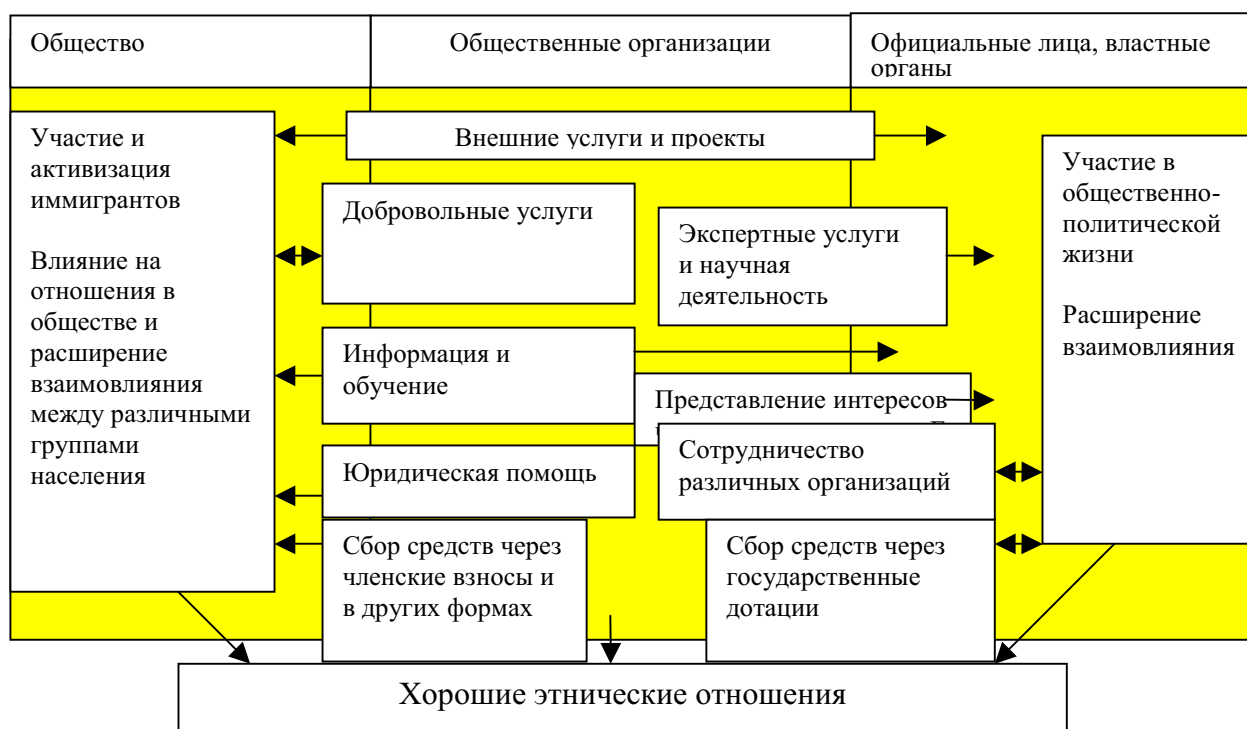 Общество
Общественные организации
Официальные лица, властные
органы
Участие и
активизация
иммигрантов
Влияние на
отношения в
обществе и
расширение
взаимовлияния
между различными
группами
населения
Внешние услуги и проекты
Добровольные услуги
Экспертные услуги
и научная
деятельность
Информация и
обучение
Представление интересов
Юридическая помощь
Сотрудничество
различных организаций
Сбор средств через
членские взносы и
в других формах
Сбор средств через
государственные
дотации
Участие в
общественно-
политической
жизни
Расширение
взаимовлияния
Хорошие этнические отношения